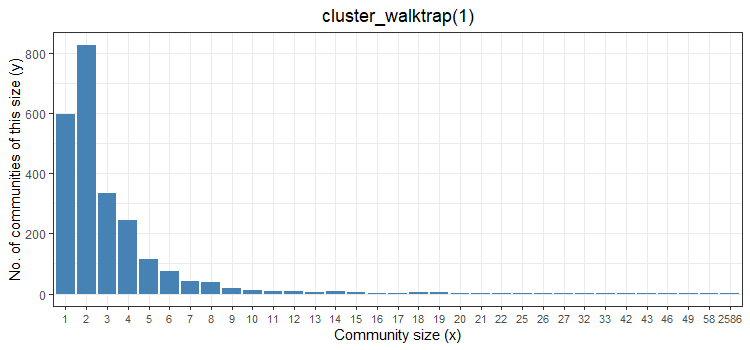 cluster_walktrap(1)
No. of communities of this size (y)
800
600
400
200
0
1 2 3 4 5 6 7 8 9 10 11 12 13 14 15 16 17 18 19 20 21 22 25 26 27 32 33 42 43 46 49 58 2586
Community size (x)